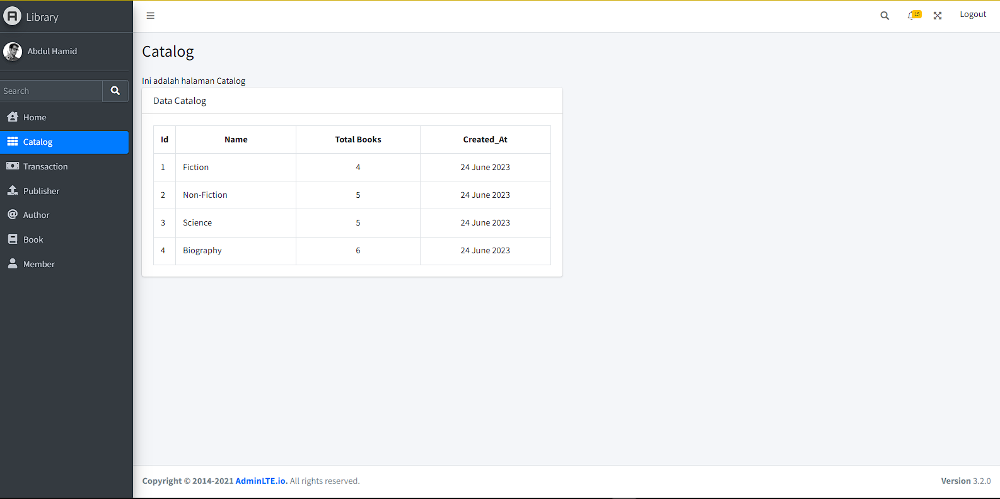 Library
15
Logout
Abdul Hamid
Search
Home
Catalog
Transaction
Publisher
Author
Book
Member
Catalog
Ini adalah halaman Catalog
Data Catalog
Id Name Total Books Created_At
1 Fiction 4 24 June 2023
2 Non-Fiction 5 24 June 2023
3 Science 5 24 June 2023
4 Biography 6 24 June 2023
Copyright © 2014-2021 AdminLTE.io. All rights reserved.
Version 3.2.0